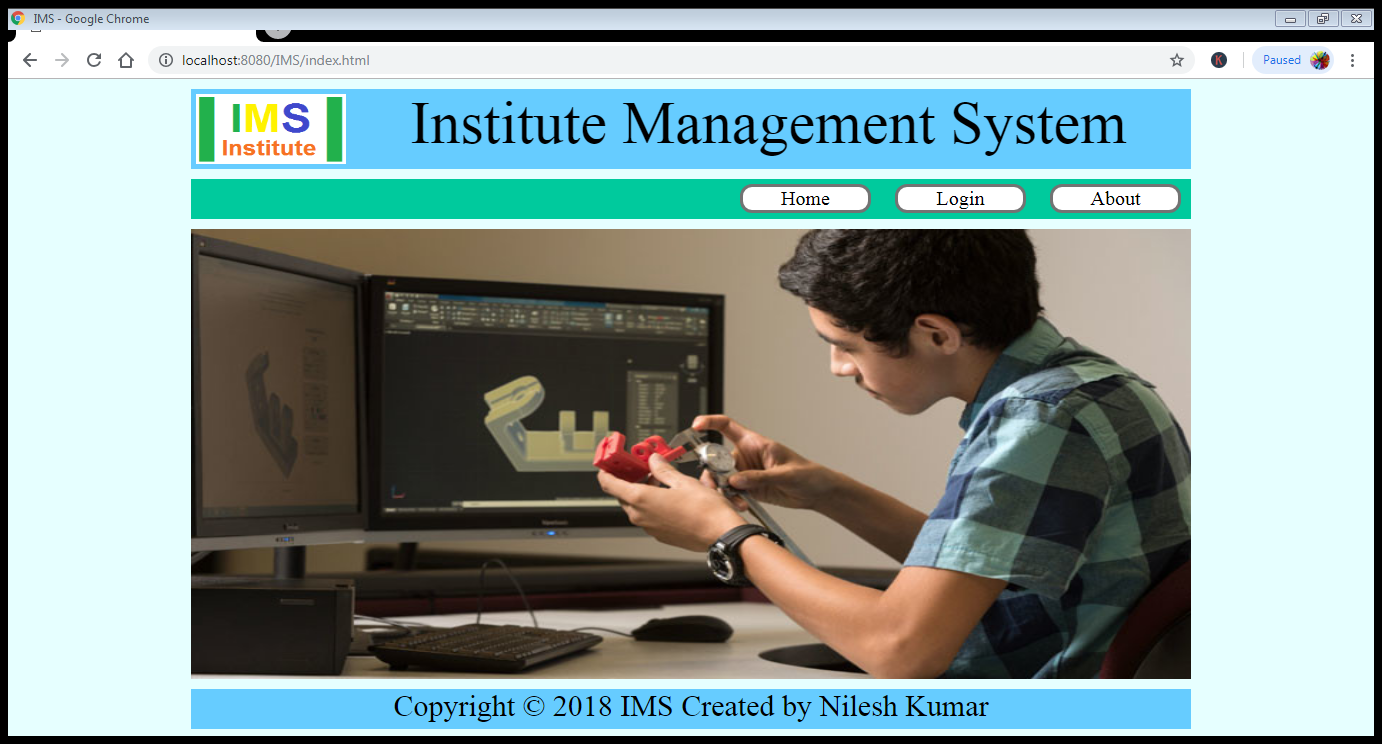 IMS - Google Chrome
localhost:8080/IMS/index.html
K
Paused
IMS
Institute
Institute Management System
Home
Login
About
Copyright © 2018 IMS Created by Nilesh Kumar